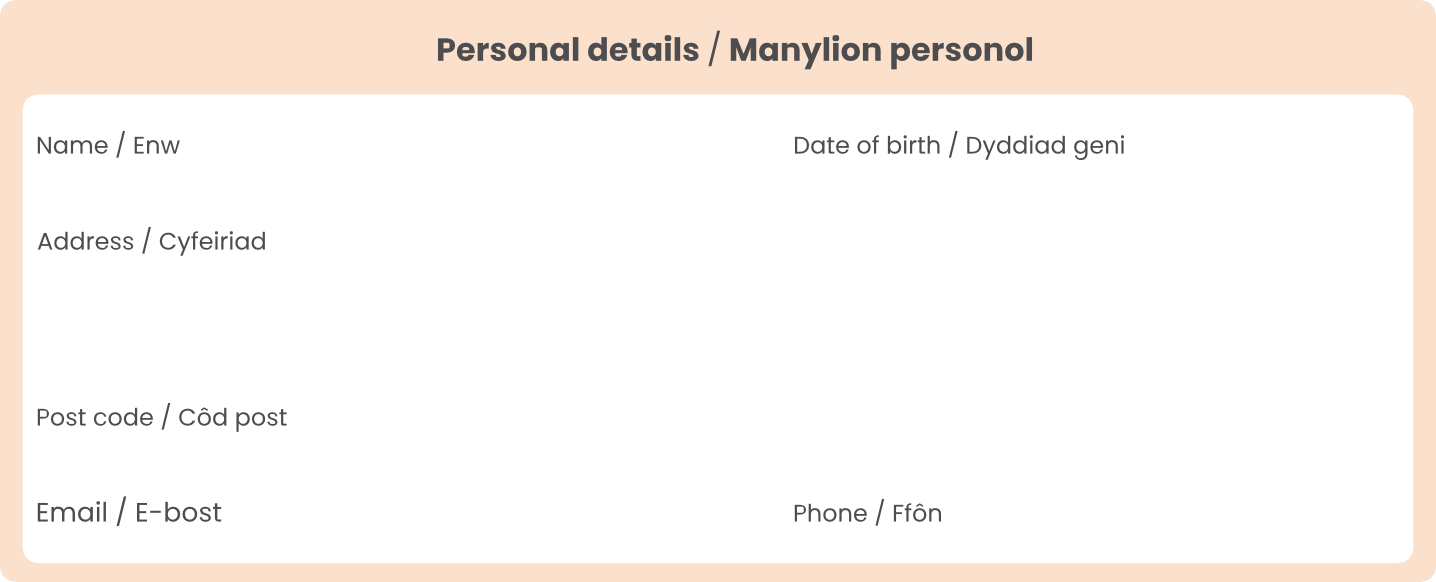 Personal details / Manylion personol
Name / Enw
Date of birth / Dyddiad geni
Address / Cyfeiriad
Post code / Côd post
Email / E-bost
Phone / Ffôn